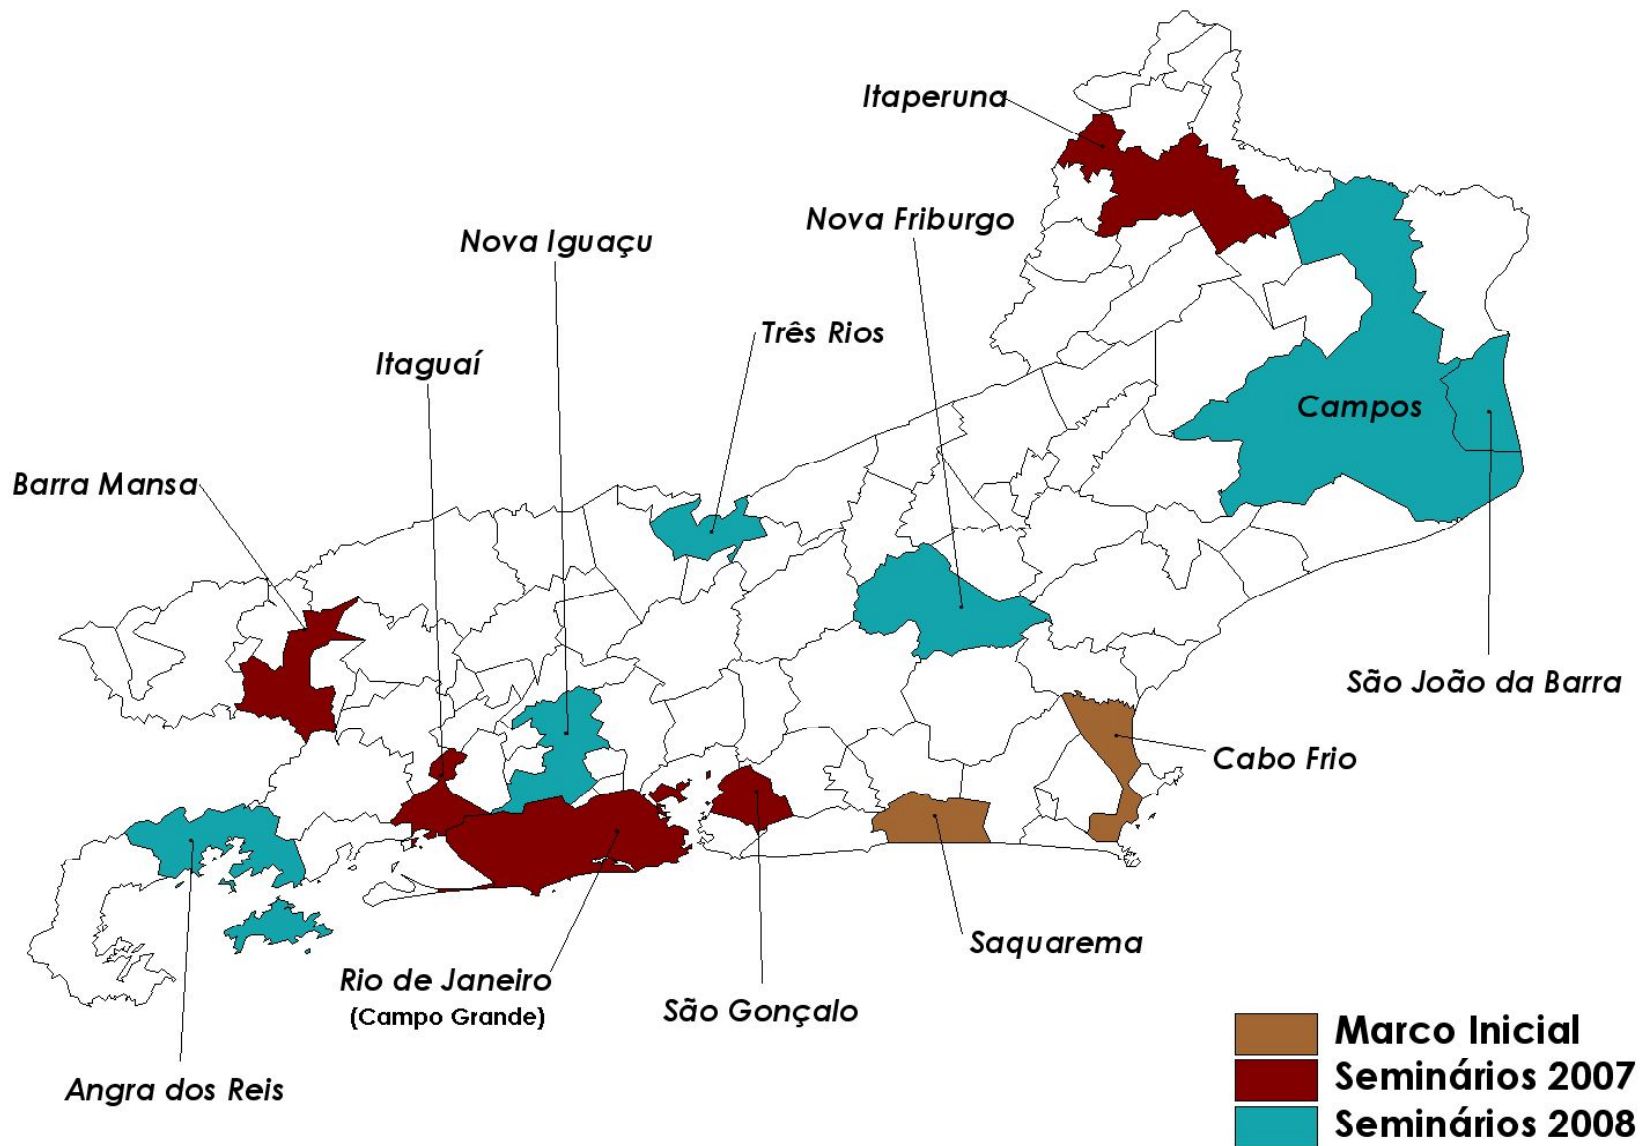 Itaperuna
Nova Friburgo
Nova Iguaçu
Três Rios
Itaguaí
Campos
Barra Mansa
São João da Barra
Cabo Frio
Saquarema
Rio de Janeiro
(Campo Grande)
São Gonçalo
Angra dos Reis
Marco Inicial
Seminários 2007
Seminários 2008